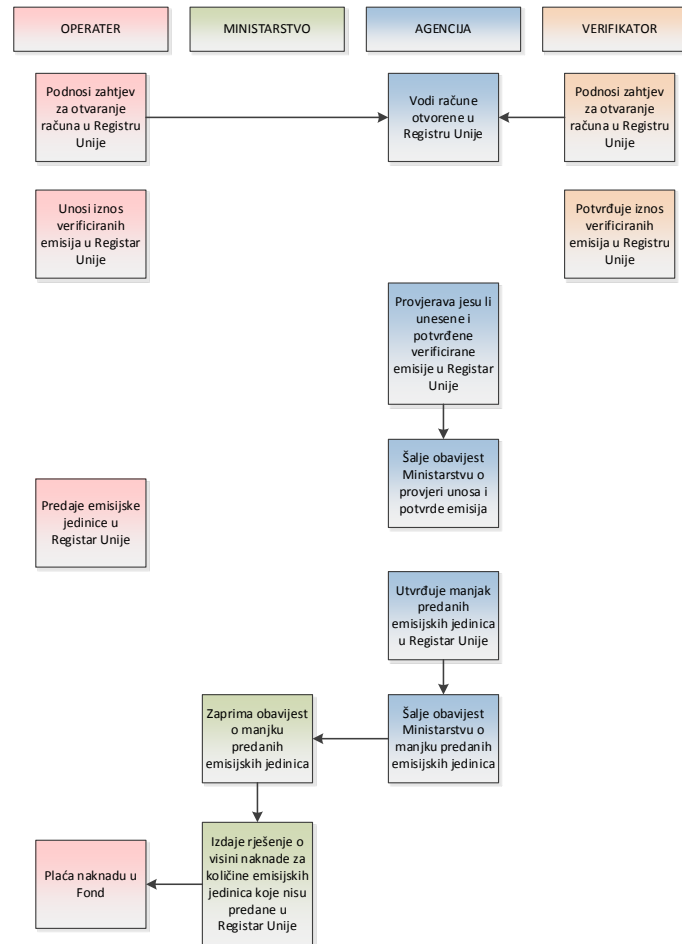 OPERATER
MINISTARSTVO
AGENCIJA
VERIFIKATOR
Podnosi zahtjev
za otvaranje
računa u Registru
Unije
Vodi račune
otvorene u
Registru Unije
Podnosi zahtjev
za otvaranje
računa u Registru
Unije
Unosi iznos
verificiranih
emisija u Registar
Unije
Potvrđuje iznos
verificiranih
emisija u Registru
Unije
Provjerava jesu li
unesene i
potvrđene
verificirane
emisije u Registar
Unije
Šalje obavijest
Ministarstvu o
provjeri unosa i
potvrde emisija
Predaje emisijske
jedinice u
Registar Unije
Utvrđuje manjak
predanih
emisijskih jedinica
u Registar Unije
Zaprima obavijest
o manjku
predanih
emisijskih jedinica
Šalje obavijest
Ministarstvu o
manjku predanih
emisijskih jedinica
Izdaje rješenje o
visini naknade za
količine emisijskih
jedinica koje nisu
predane u
Registar Unije
Plaća naknadu u
Fond